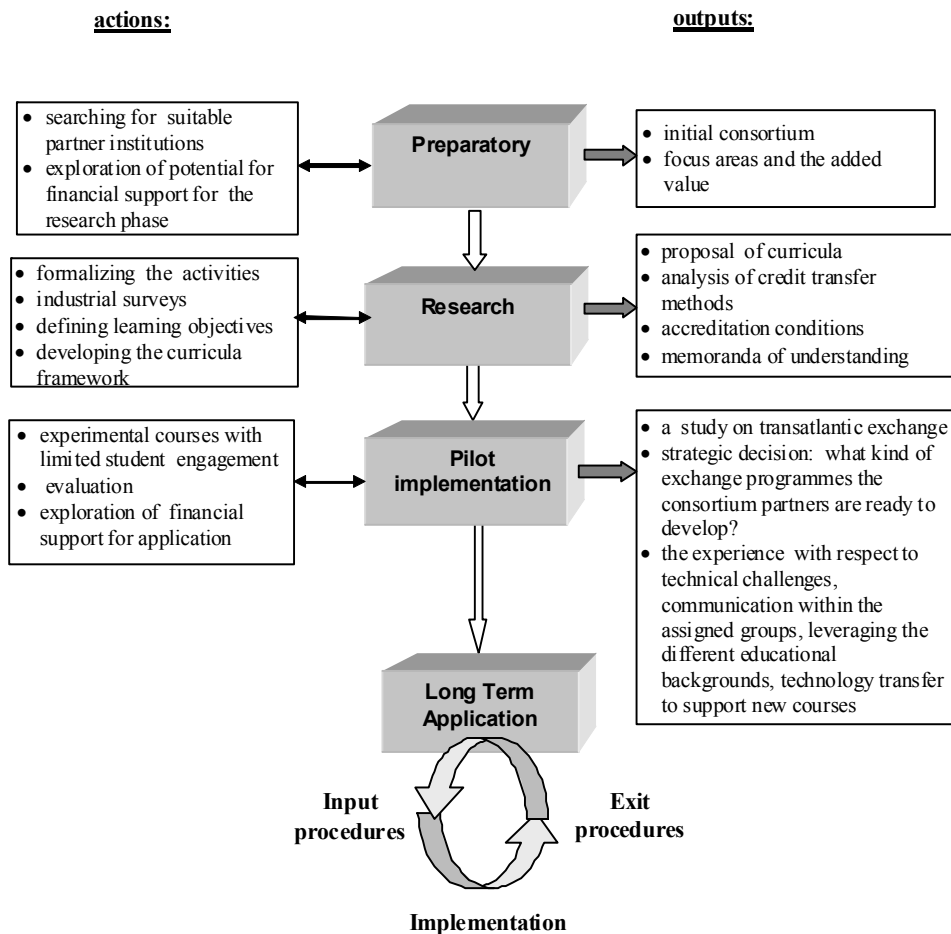 actions:
outputs:
• searching for suitable
partner institutions
• exploration of potential for
financial support for the
research phase
Preparatory
• initial consortium
• focus areas and the added
value
• formalizing the activities
• industrial surveys
• defining learning objectives
• developing the curricula
framework
Research
• proposal of curricula
• analysis of credit transfer
methods
• accreditation conditions
• memoranda of understanding
• experimental courses with
limited student engagement
• evaluation
• exploration of financial
support for application
Pilot
implementation
• a study on transatlantic exchange
• strategic decision: what kind of
exchange programmes the
consortium partners are ready to
develop?
• the experience with respect to
technical challenges,
communication within the
assigned groups, leveraging the
different educational
backgrounds, technology transfer
to support new courses
Long Term
Application
Input
procedures
Exit
procedures
Implementation